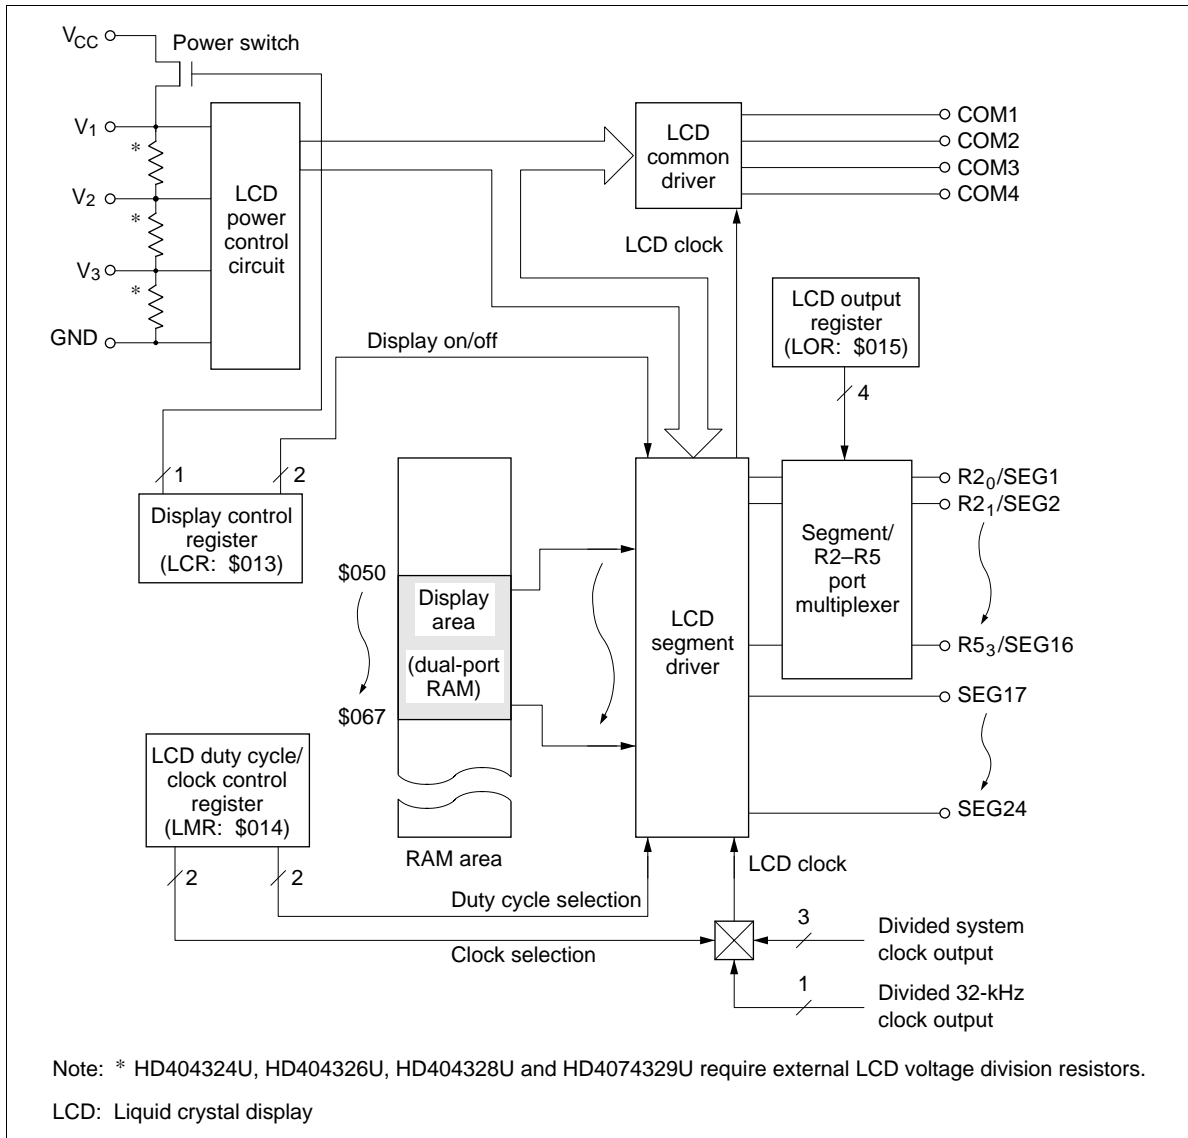 VCC
Power switch
V1
*
V2
*
V3
*
GND
LCD
power
control
circuit
LCD
common
driver
COM1
COM2
COM3
COM4
LCD clock
LCD output
register
(LOR: $015)
4
Display on/off
1
2
Display control
register
(LCR: $013)
$050
$067
Display
area
(dual-port
RAM)
RAM area
LCD
segment
driver
Segment/
R2–R5
port
multiplexer
R20/SEG1
R21/SEG2
R53/SEG16
SEG17
SEG24
LCD duty cycle/
clock control
register
(LMR: $014)
2
2
Duty cycle selection
Clock selection
LCD clock
3
Divided system
clock output
1
Divided 32-kHz
clock output
Note: * HD404324U, HD404326U, HD404328U and HD4074329U require external LCD voltage division resistors.
LCD: Liquid crystal display